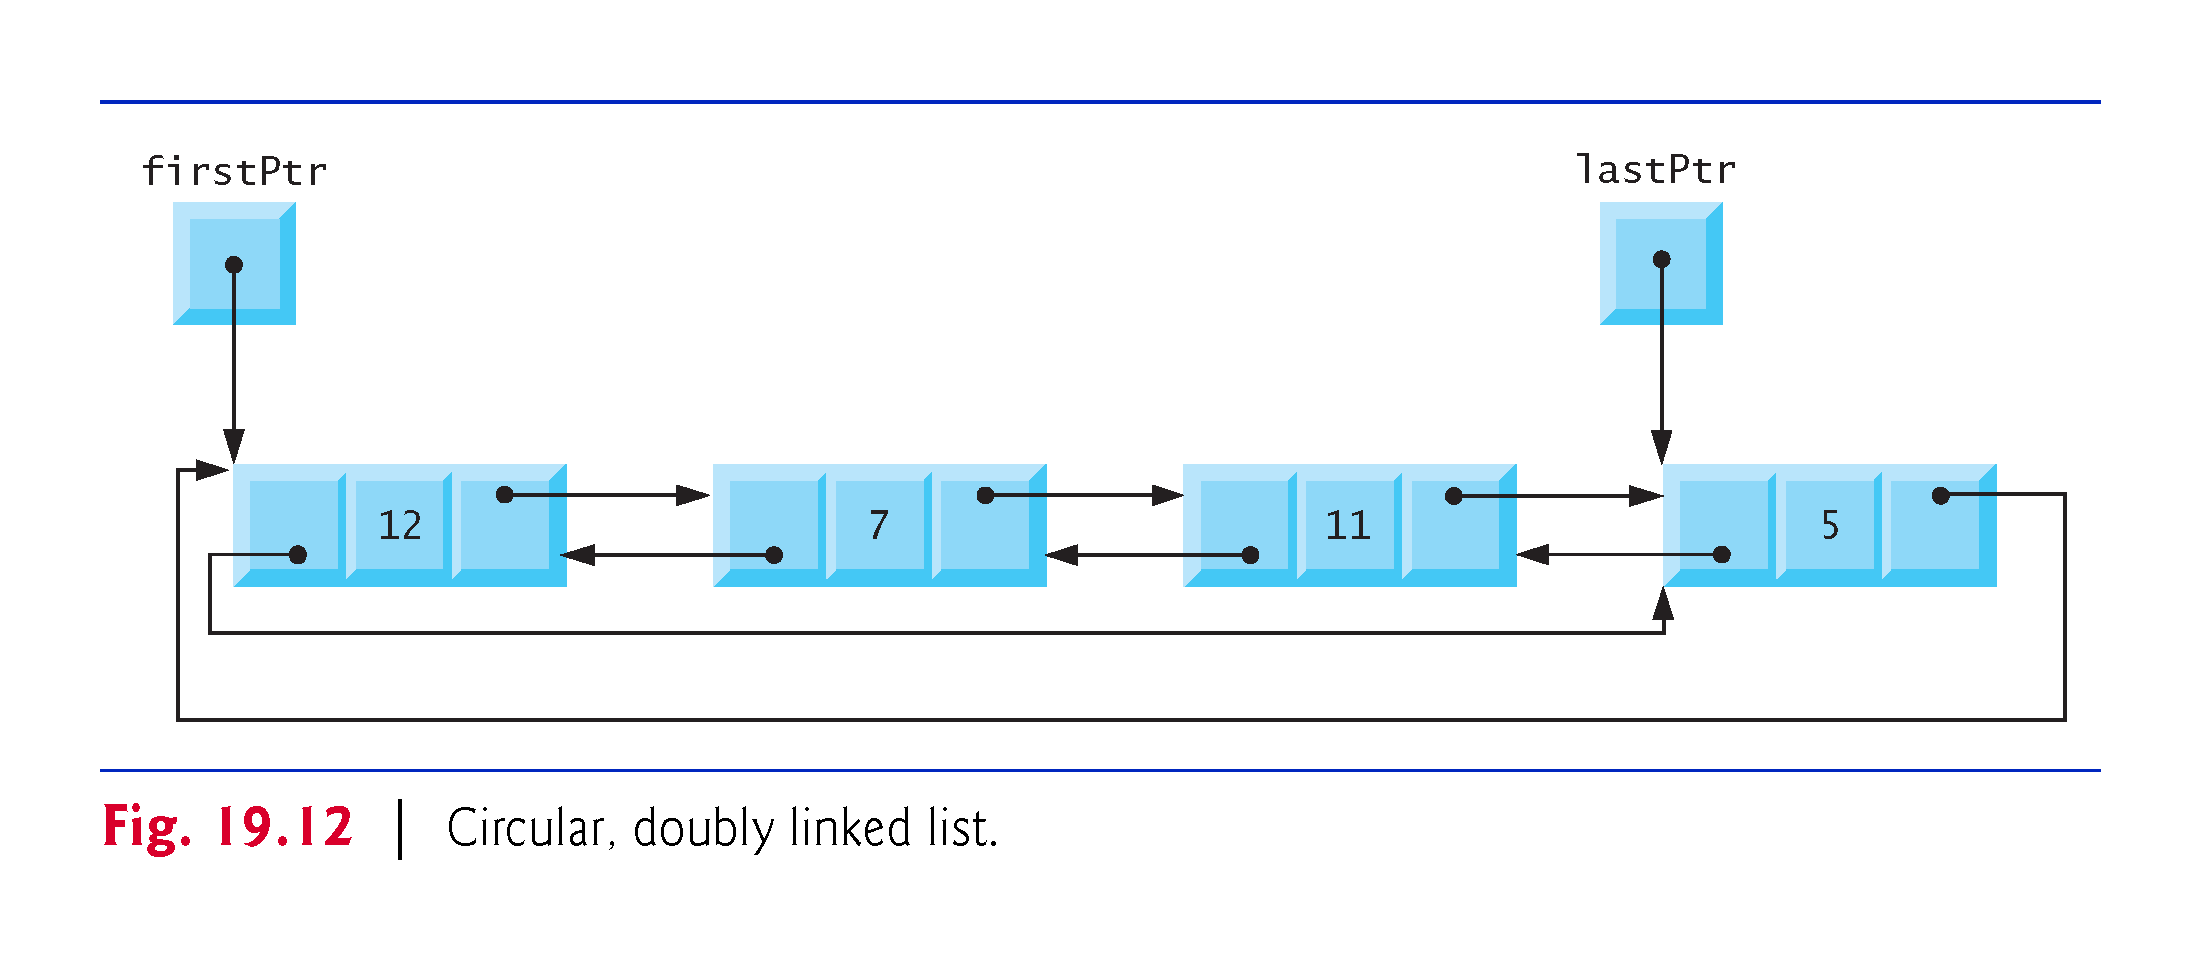 firstPtr lastPtr
12 7 11 5
Fig. 19.12 | Circular, doubly linked list.